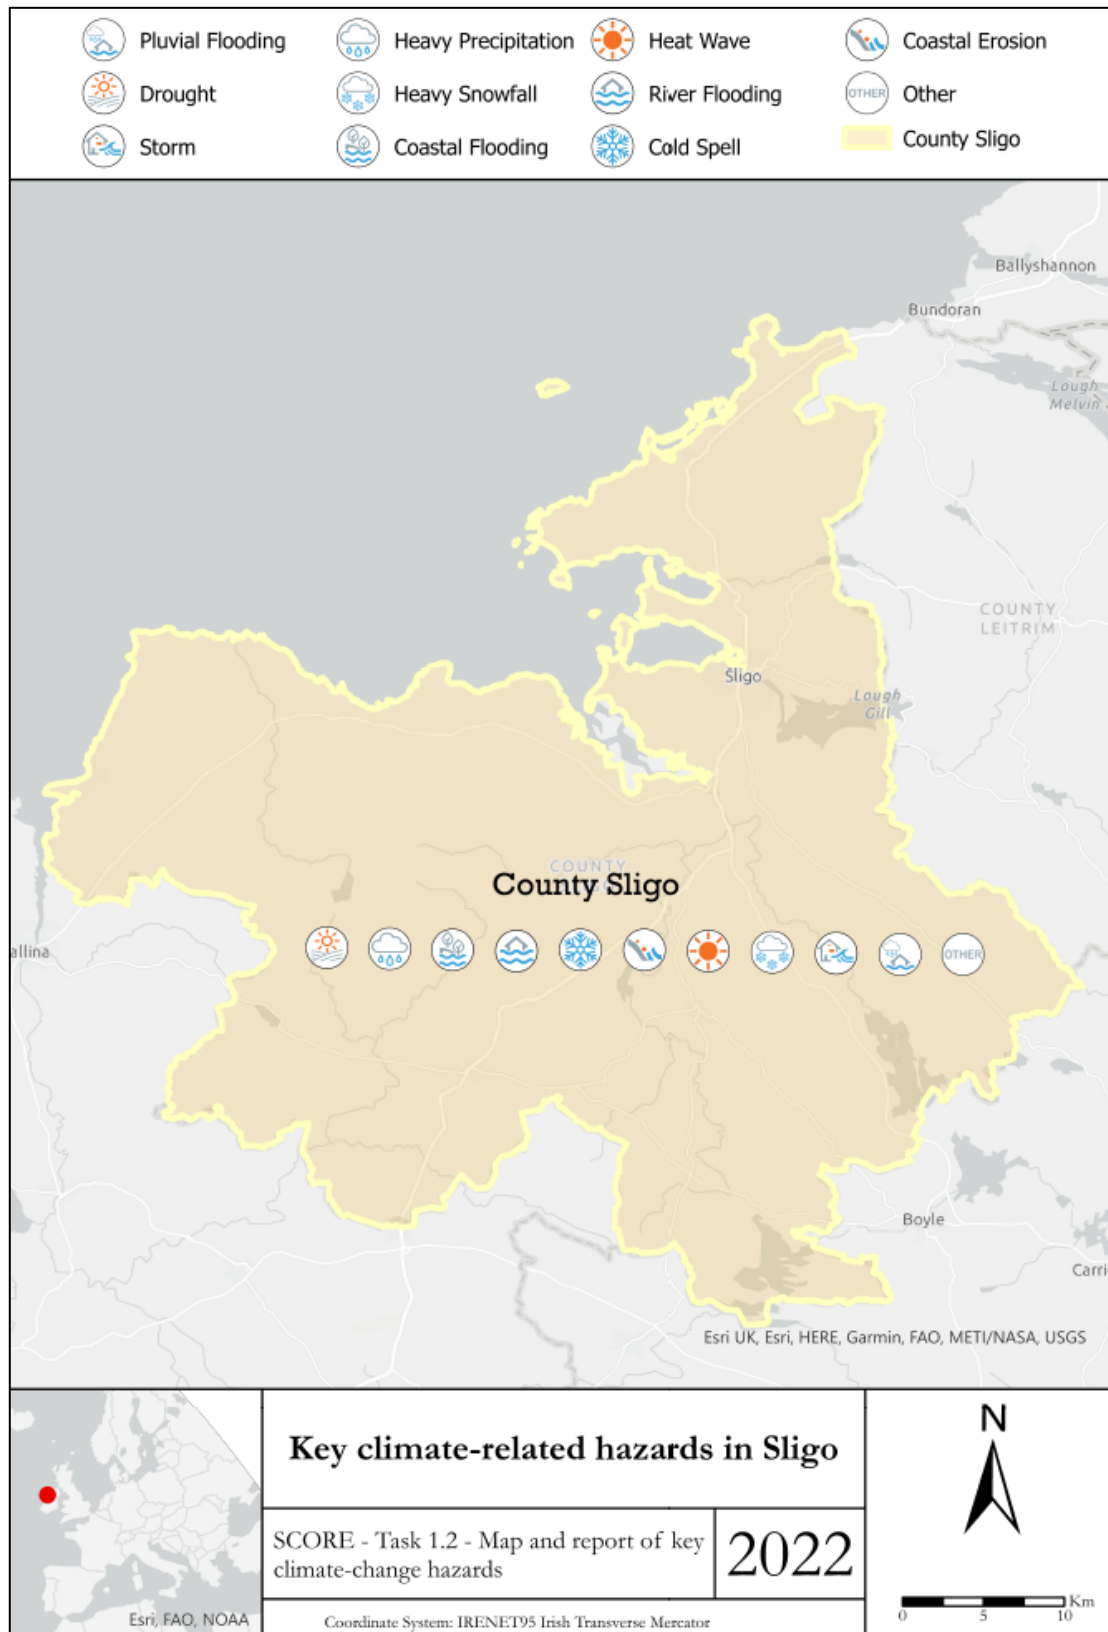 Pluvial Flooding
Heavy Precipitation
Heat Wave
Coastal Erosion
Drought
Heavy Snowfall
River Flooding
OTHER
Other
Storm
Coastal Flooding
Cold Spell
County Sligo
Ballyshannon
Bundoran
Lough
Melvin
COUNTY
LEITRIM
Sligo
Lough
Gill
COUNTY
County Sligo
allina
OTHER
Boyle
Carri
Esri UK, Esri, HERE, Garmin, FAO, METI/NASA, USGS
Key climate-related hazards in Sligo
N
SCORE - Task 1.2 - Map and report of key
climate-change hazards
2022
Km
0 5 10
Esri, FAO, NOAA
Coordinate System: IRENET95 Irish Transverse Mercator